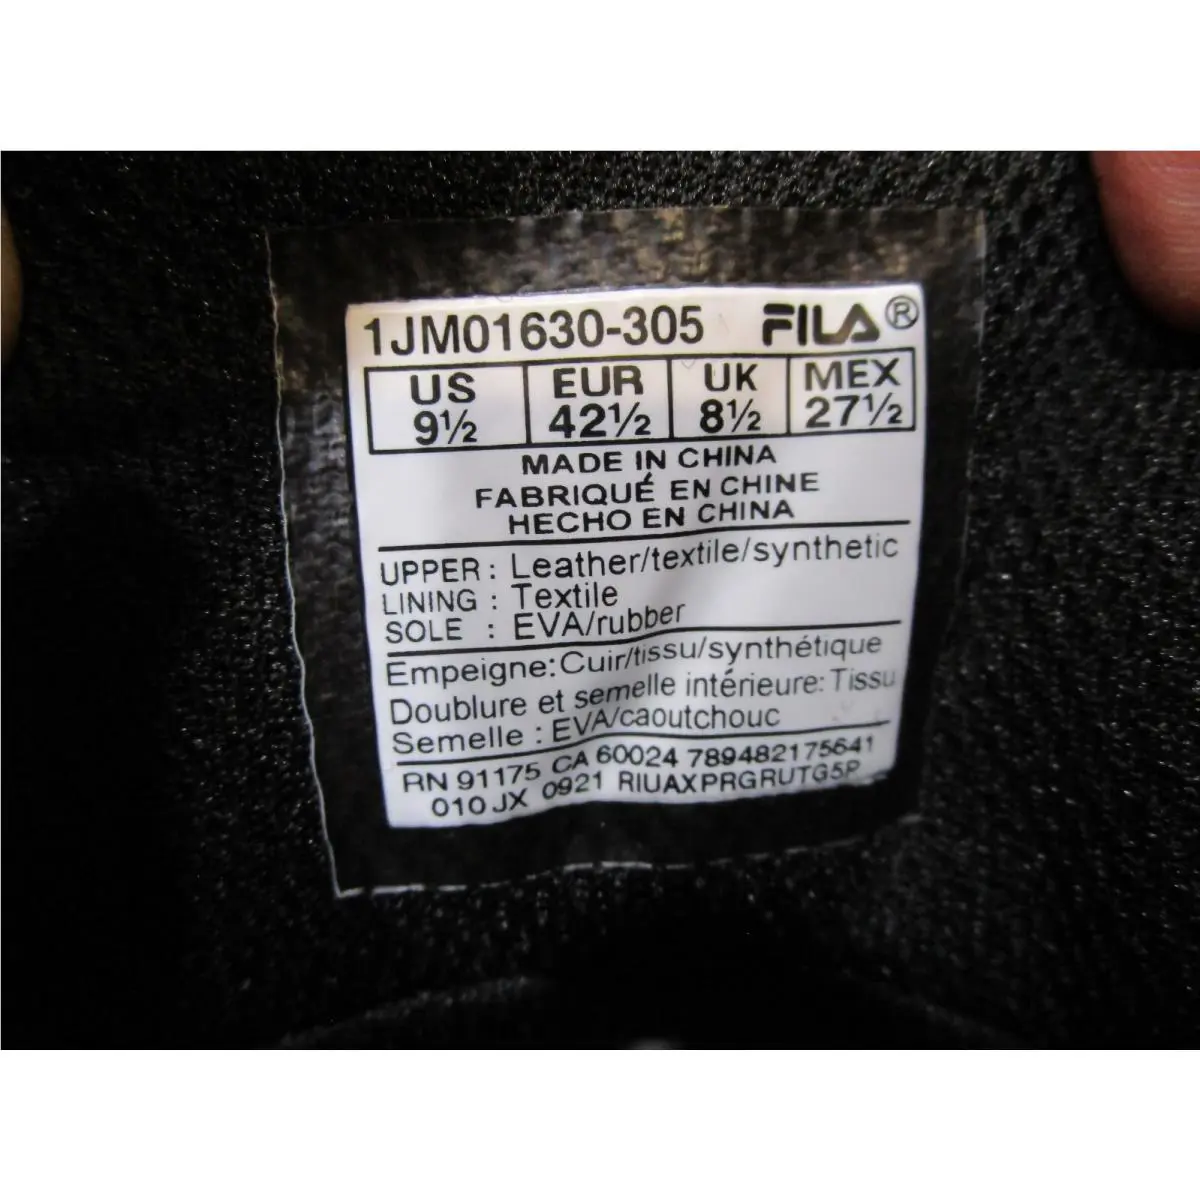 1JM01630-305 FILA®
US EUR UK MEX
9½ 42½ 8½ 27½
MADE IN CHINA
FABRIQUÉ EN CHINE
HECHO EN CHINA
UPPER : Leather/textile/synthetic
LINING : Textile
SOLE : EVA/rubber
Empeigne: Cuir/tissu/synthétique
Doublure et semelle intérieure: Tissu
Semelle : EVA/caoutchouc
RN 91175 CA 60024 789482175641
010 JX 0921 RIUAXPRGRUTG5P